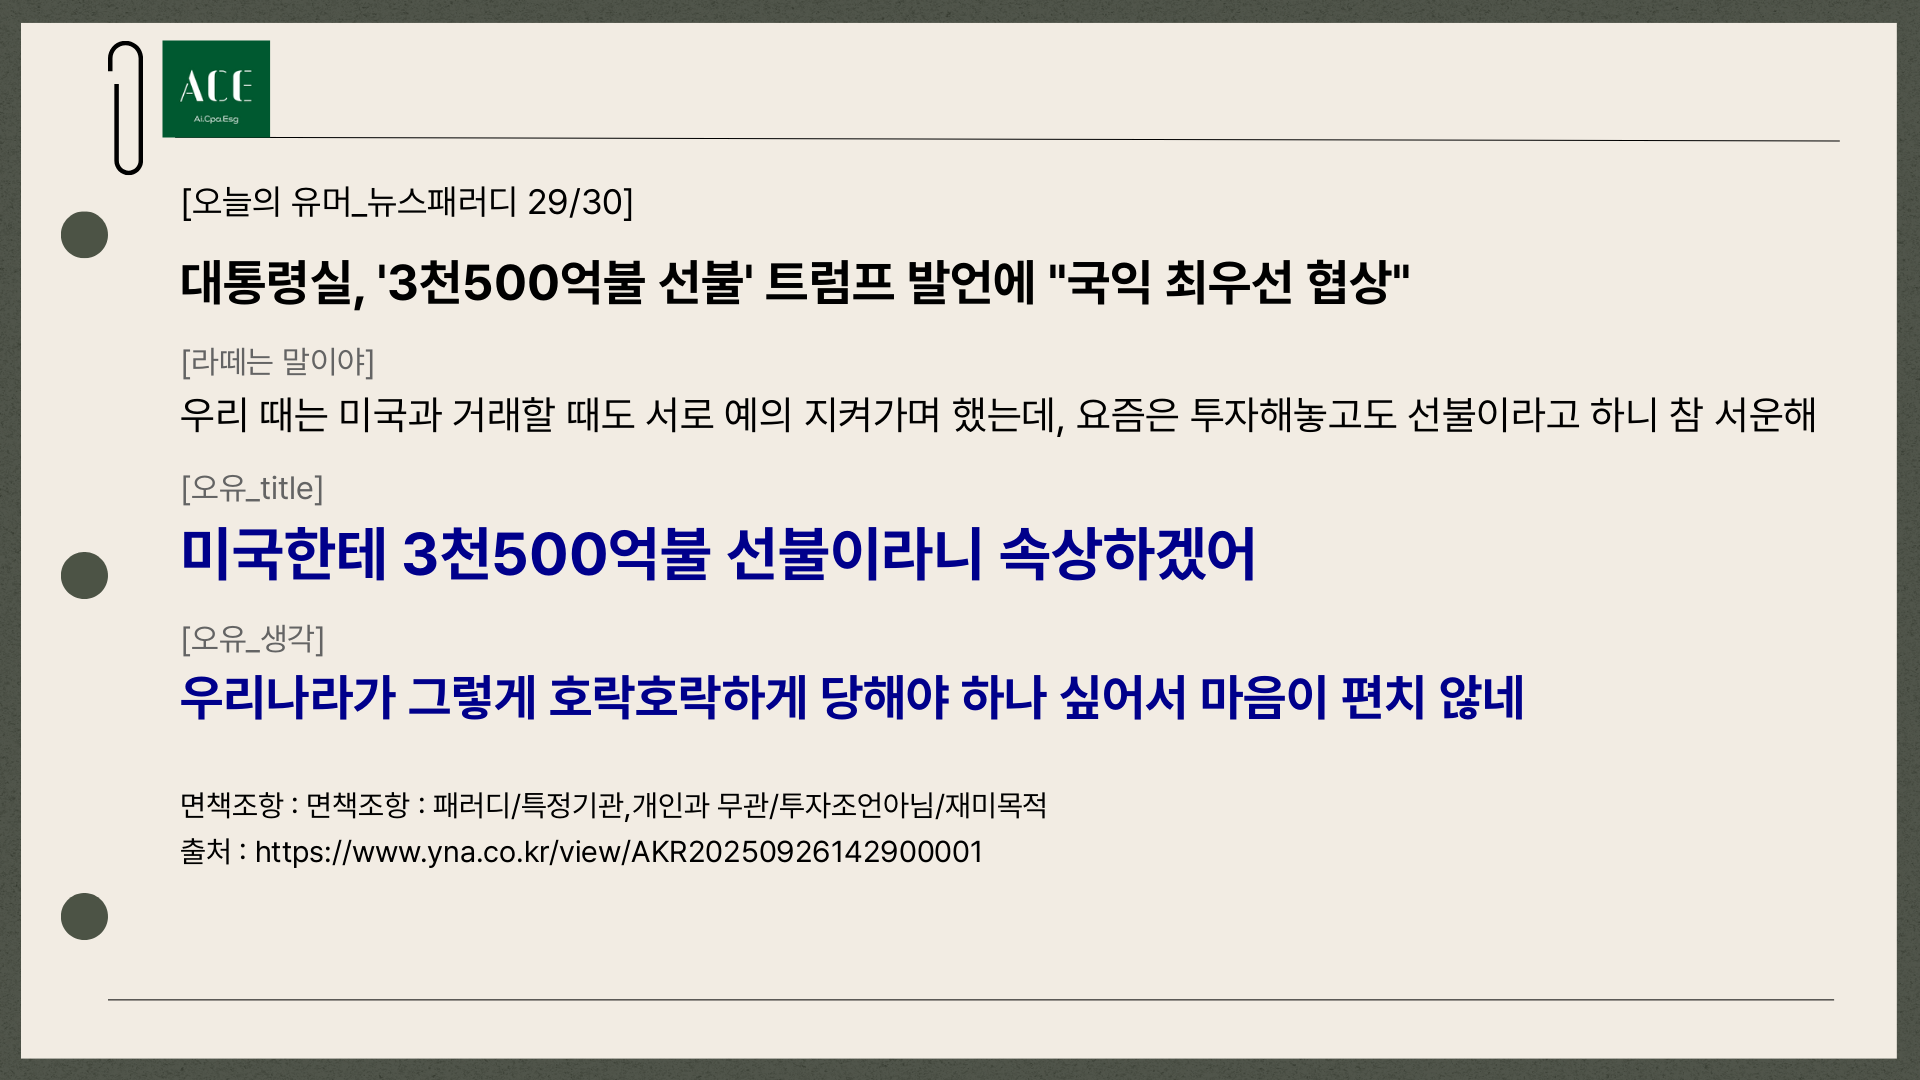 ACE
Ai.Cpa.Esg
[오늘의 유머_뉴스패러디 29/30]
대통령실, '3천500억불 선불' 트럼프 발언에 "국익 최우선 협상"
[라떼는 말이야]
우리 때는 미국과 거래할 때도 서로 예의 지켜가며 했는데, 요즘은 투자해놓고도 선불이라고 하니 참 서운해
[오유_title]
미국한테 3천500억불 선불이라니 속상하겠어
[오유_생각]
우리나라가 그렇게 호락호락하게 당해야 하나 싶어서 마음이 편치 않네
면책조항 : 면책조항 : 패러디/특정기관,개인과 무관/투자조언아님/재미목적
출처 : https://www.yna.co.kr/view/AKR20250926142900001